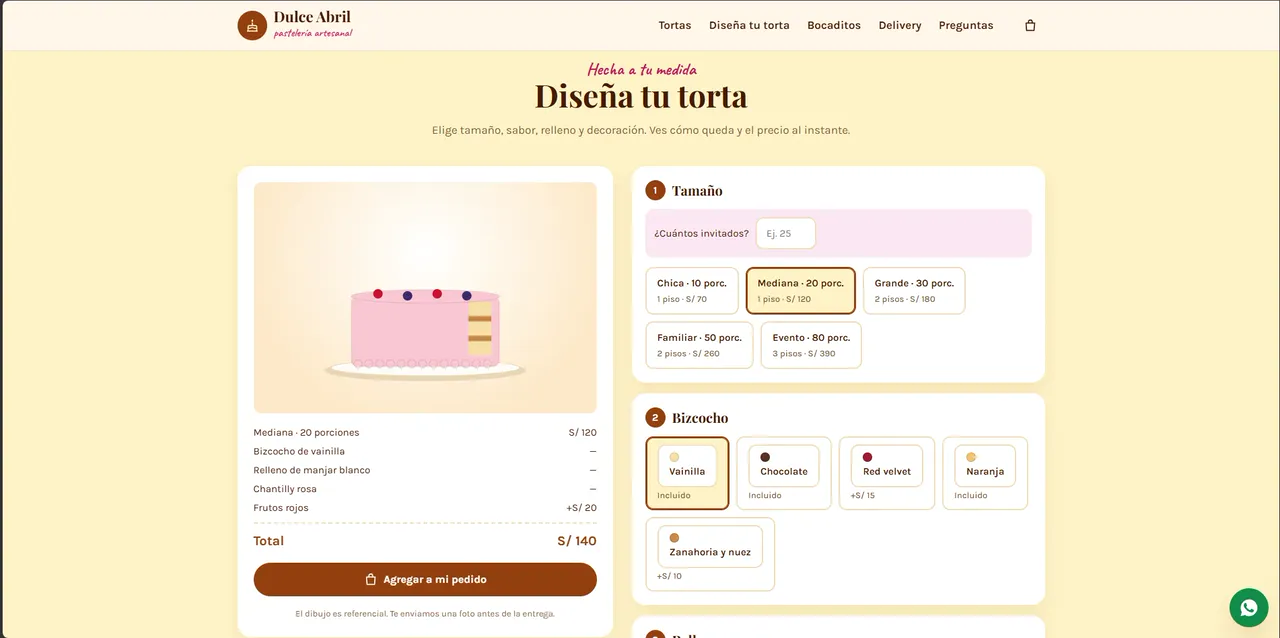 Dulce Abril
pastelería artesanal
Tortas
Diseña tu torta
Bocaditos
Delivery
Preguntas
Hecha a tu medida
Diseña tu torta
Elige tamaño, sabor, relleno y decoración. Ves cómo queda y el precio al instante.
Mediana · 20 porciones S/ 120
Bizcocho de vainilla –
Relleno de manjar blanco –
Chantilly rosa –
Frutos rojos +S/ 20
Total S/ 140
Agregar a mi pedido
El dibujo es referencial. Te enviamos una foto antes de la entrega.
1 Tamaño
¿Cuántos invitados? Ej. 25
Chica · 10 porc.
1 piso · S/ 70
Mediana · 20 porc.
1 piso · S/ 120
Grande · 30 porc.
2 pisos · S/ 180
Familiar · 50 porc.
2 pisos · S/ 260
Evento · 80 porc.
3 pisos · S/ 390
2 Bizcocho
Vainilla
Incluido
Chocolate
Incluido
Red velvet
+S/ 15
Naranja
Incluido
Zanahoria y nuez
+S/ 10